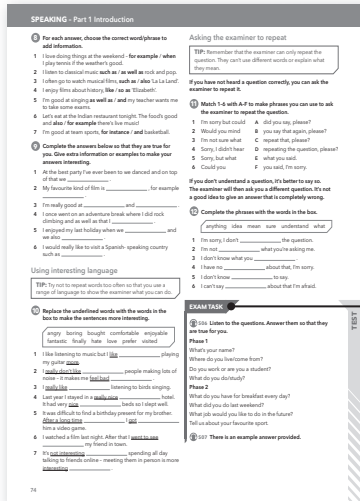 SPEAKING - Part 1 Introduction
8 For each answer, choose the correct word/phrase to
add information.
1 I love doing things at the weekend - for example / when
I play tennis if the weather's good.
2 I listen to classical music such as / as well as rock and pop.
3 I often go to watch musical films, such as / also 'La La Land'.
4 I enjoy films about history, like / so as 'Elizabeth'.
5 I'm good at singing as well as / and my teacher wants me
to take some exams.
6 Let's eat at the Indian restaurant tonight. The food's good
and also / for example there's live music!
7 I'm good at team sports, for instance / and basketball.
9 Complete the answers below so that they are true for
you. Give extra information or examples to make your
answers interesting.
1 At the best party I've ever been to we danced and on top
of that we ________.
2 My favourite kind of film is ________, for example
________.
3 I'm really good at ________ and ________.
4 I once went on an adventure break where I did rock
climbing and as well as that I ________.
5 I enjoyed my last holiday when we ________ and
we also ________.
6 I would really like to visit a Spanish-speaking country
such as ________.
Using interesting language
TIP: Try not to repeat words too often so that you use a
range of language to show the examiner what you can do.
10 Replace the underlined words with the words in the
box to make the sentences more interesting.
angry boring bought comfortable enjoyable
fantastic finally hate love prefer visited
1 I like listening to music but I like ________ playing
my guitar more.
2 I really don't like ________ people making lots of
noise – it makes me feel bad ________.
3 I really like ________ listening to birds singing.
4 Last year I stayed in a really nice ________ hotel.
It had very nice ________ beds so I slept well.
5 It was difficult to find a birthday present for my brother.
After a long time ________ I got ________
him a video game.
6 I watched a film last night. After that I went to see
________ my friend in town.
7 It's not interesting ________ spending all day
talking to friends online – meeting them in person is more
interesting ________.
74
Asking the examiner to repeat
TIP: Remember that the examiner can only repeat the
question. They can't use different words or explain what
they mean.
If you have not heard a question correctly, you can ask the
examiner to repeat it.
11 Match 1-6 with A-F to make phrases you can use to ask
the examiner to repeat the question.
1 I'm sorry but could A did you say, please?
2 Would you mind B you say that again, please?
3 I'm not sure what C repeat that, please?
4 Sorry, I didn't hear D repeating the question, please?
5 Sorry, but what E what you said.
6 Could you F you said, I'm sorry.
If you don't understand a question, it's better to say so.
The examiner will then ask you a different question. It's not
a good idea to give an answer that is completely wrong.
12 Complete the phrases with the words in the box.
anything idea mean sure understand what
1 I'm sorry, I don't ________ the question.
2 I'm not ________ what you're asking me.
3 I don't know what you ________.
4 I have no ________ about that, I'm sorry.
5 I don't know ________ to say.
6 I can't say ________ about that I'm afraid.
EXAM TASK
S06 Listen to the questions. Answer them so that they
are true for you.
Phase 1
What's your name?
Where do you live/come from?
Do you work or are you a student?
What do you do/study?
Phase 2
What do you have for breakfast every day?
What did you do last weekend?
What job would you like to do in the future?
Tell us about your favourite sport.
S07 There is an example answer provided.
TEST